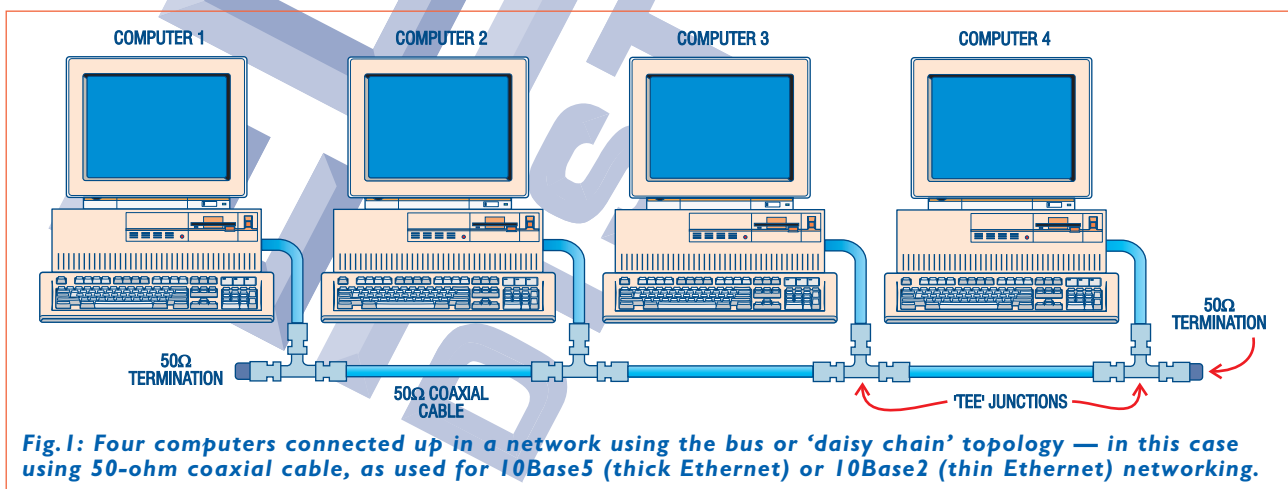 COMPUTER 1
COMPUTER 2
COMPUTER 3
COMPUTER 4
50Ω
TERMINATION
50Ω
TERMINATION
50Ω COAXIAL
CABLE
'TEE' JUNCTIONS
Fig.1: Four computers connected up in a network using the bus or ‘daisy chain’ topology — in this case
using 50-ohm coaxial cable, as used for 10Base5 (thick Ethernet) or 10Base2 (thin Ethernet) networking.